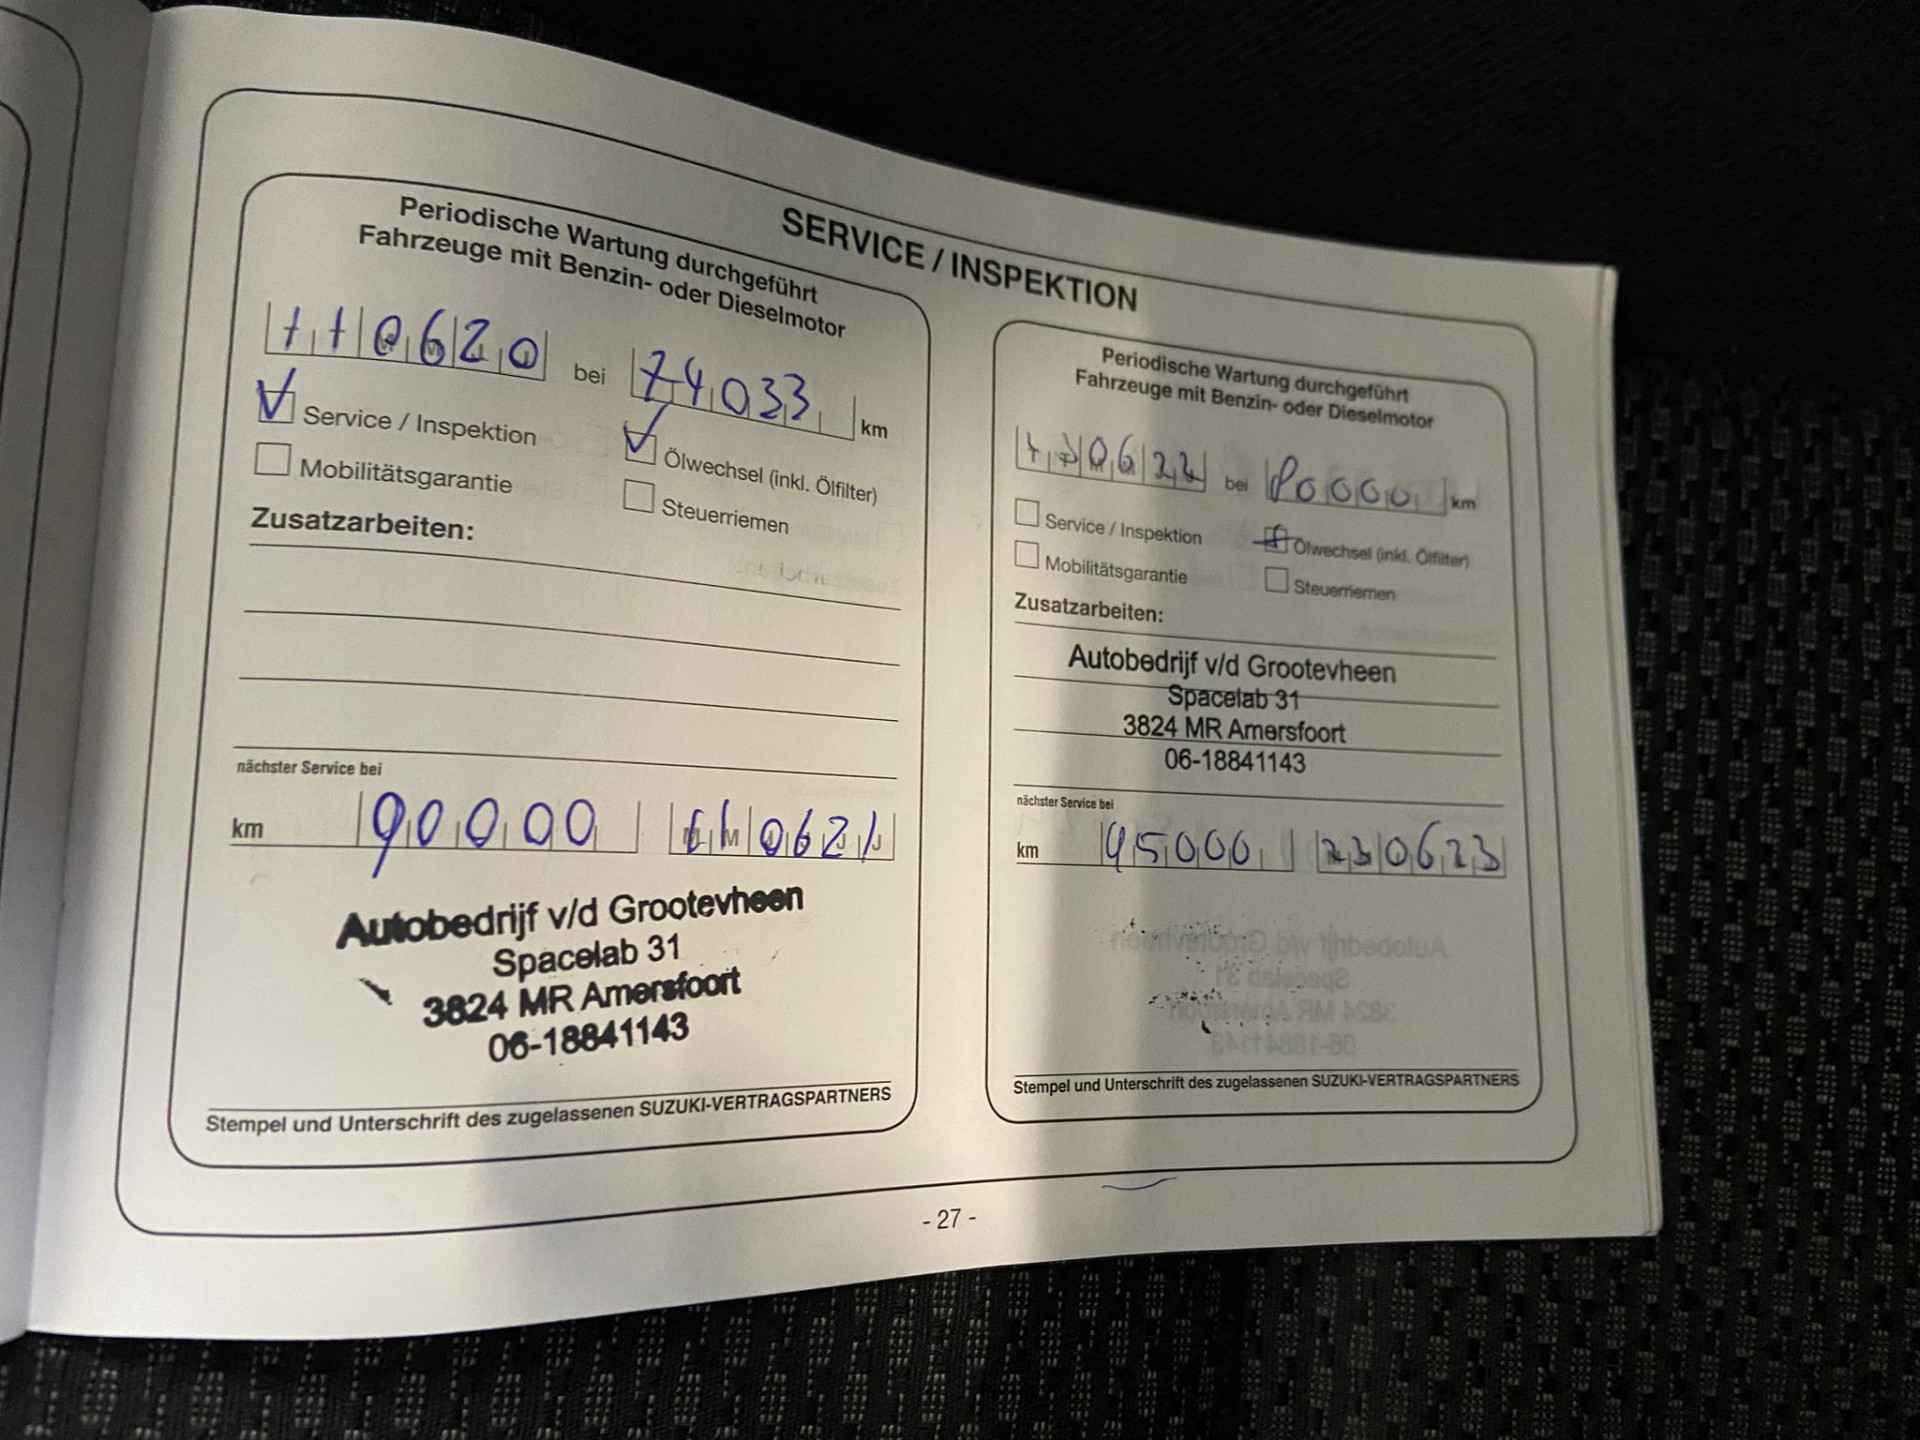 SERVICE / INSPEKTION
Periodische Wartung durchgeführt
Fahrzeuge mit Benzin- oder Dieselmotor
110620 bei 74033 km
Service / Inspektion
Ölwechsel (inkl. Ölfilter)
Mobilitätsgarantie
Steuerriemen
Zusatzarbeiten:
nächster Service bei
km 90000 110621
Autobedrijf v/d Grootevheen
Spacelab 31
3824 MR Amersfoort
06-18841143
Stempel und Unterschrift des zugelassenen SUZUKI-VERTRAGSPARTNERS
Periodische Wartung durchgeführt
Fahrzeuge mit Benzin- oder Dieselmotor
bei 80000 km
Service / Inspektion
Ölwechsel (inkl. Ölfilter)
Mobilitätsgarantie
Steuerriemen
Zusatzarbeiten:
Autobedrijf v/d Grootevheen
Spacelab 31
3824 MR Amersfoort
06-18841143
nächster Service bei
km 95000 230623
Stempel und Unterschrift des zugelassenen SUZUKI-VERTRAGSPARTNERS
- 27 -